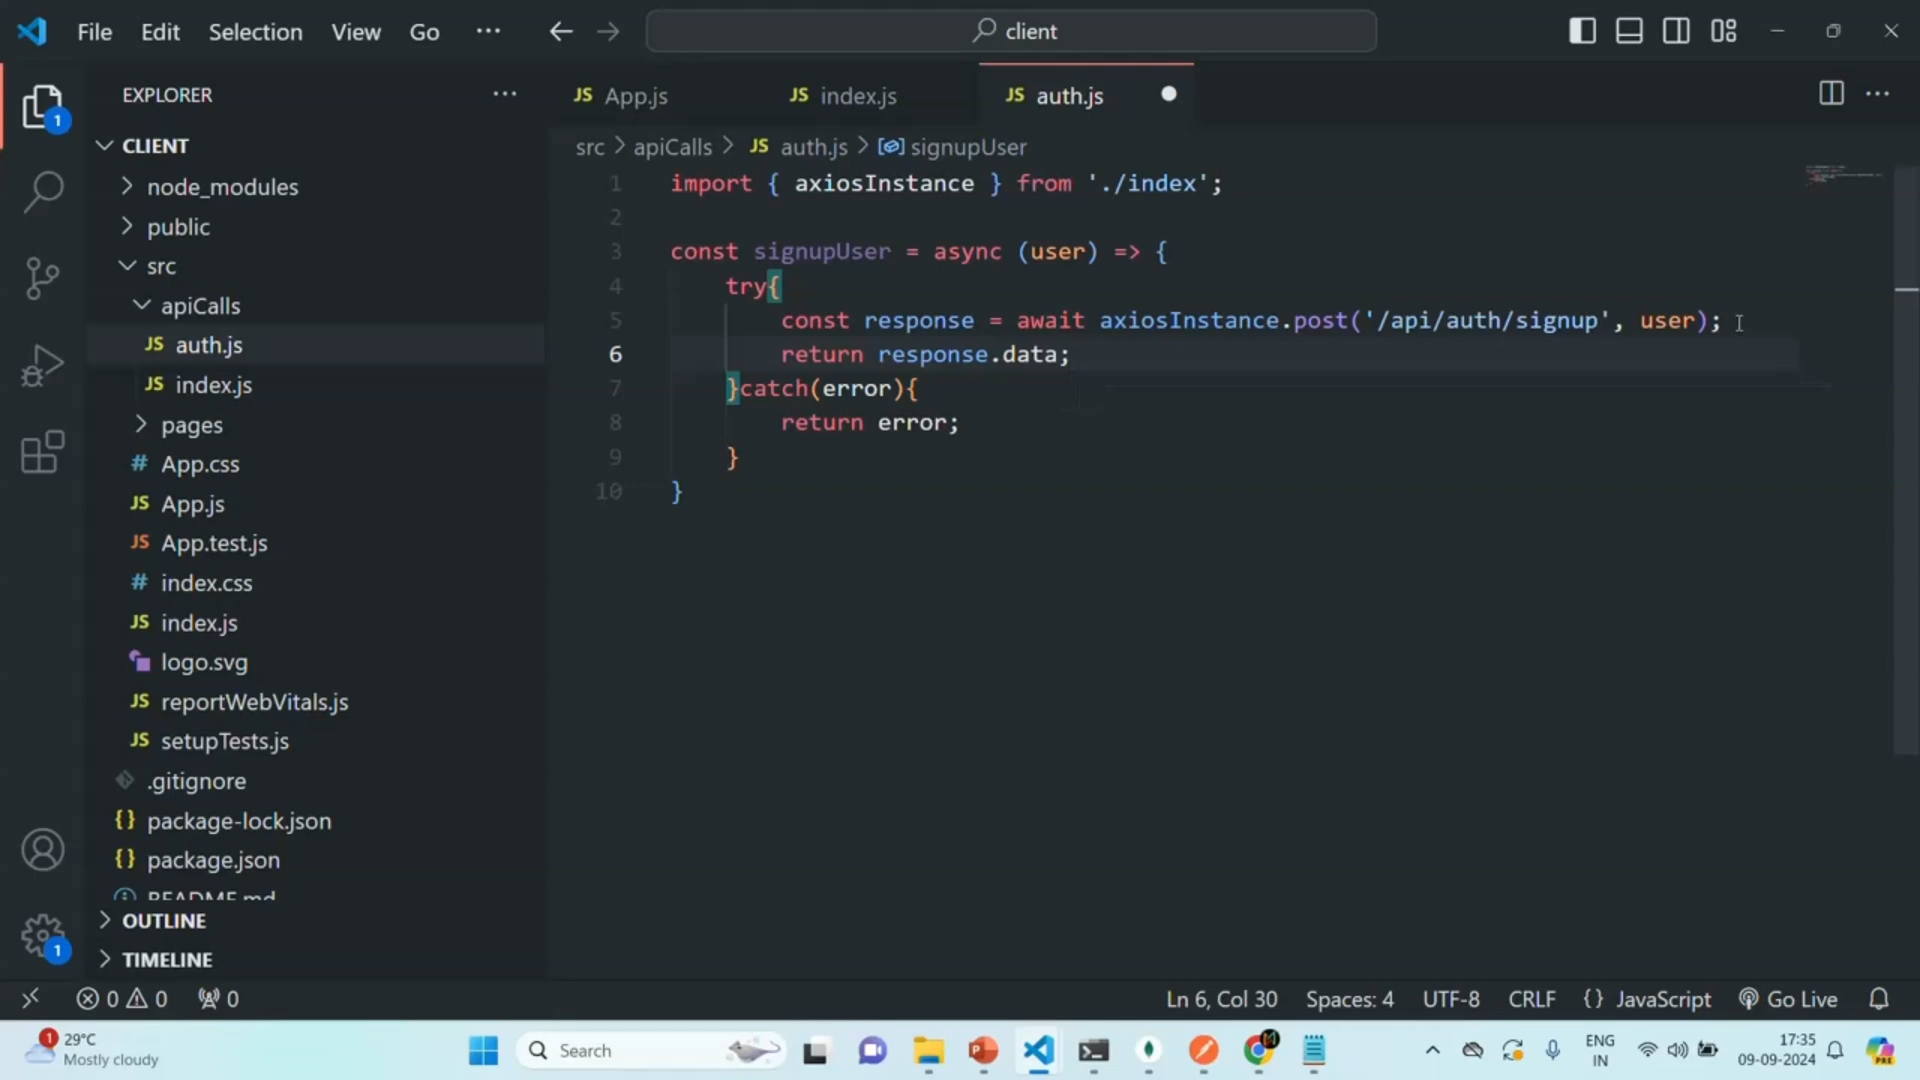 File Edit Selection View Go ··· client
EXPLORER ···
1
CLIENT
node_modules
public
src
apiCalls
JS auth.js
JS index.js
pages
# App.css
JS App.js
JS App.test.js
# index.css
JS index.js
logo.svg
JS reportWebVitals.js
JS setupTests.js
.gitignore
{} package-lock.json
{} package.json
README.md
OUTLINE
TIMELINE
1
JS App.js JS index.js JS auth.js ···
src > apiCalls > JS auth.js > signupUser
1 import { axiosInstance } from './index';
2
3 const signupUser = async (user) => {
4 try{
5 const response = await axiosInstance.post('/api/auth/signup', user);
6 return response.data;
7 }catch(error){
8 return error;
9 }
10 }
0 0 0 Ln 6, Col 30 Spaces: 4 UTF-8 CRLF {} JavaScript Go Live
1 29°C
Mostly cloudy
Search
ENG
IN
17:35
09-09-2024
PRE